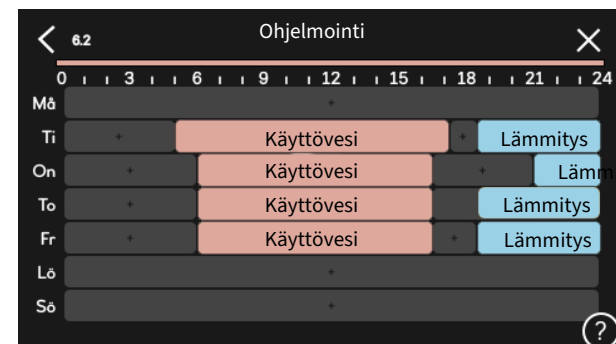 6.2 Ohjelmointi
0 3 6 9 12 15 18 21 24
Må
Ti Käyttövesi Lämmitys
On Käyttövesi Lämm
To Käyttövesi Lämmitys
Fr Käyttövesi Lämmitys
Lö
Sö
?